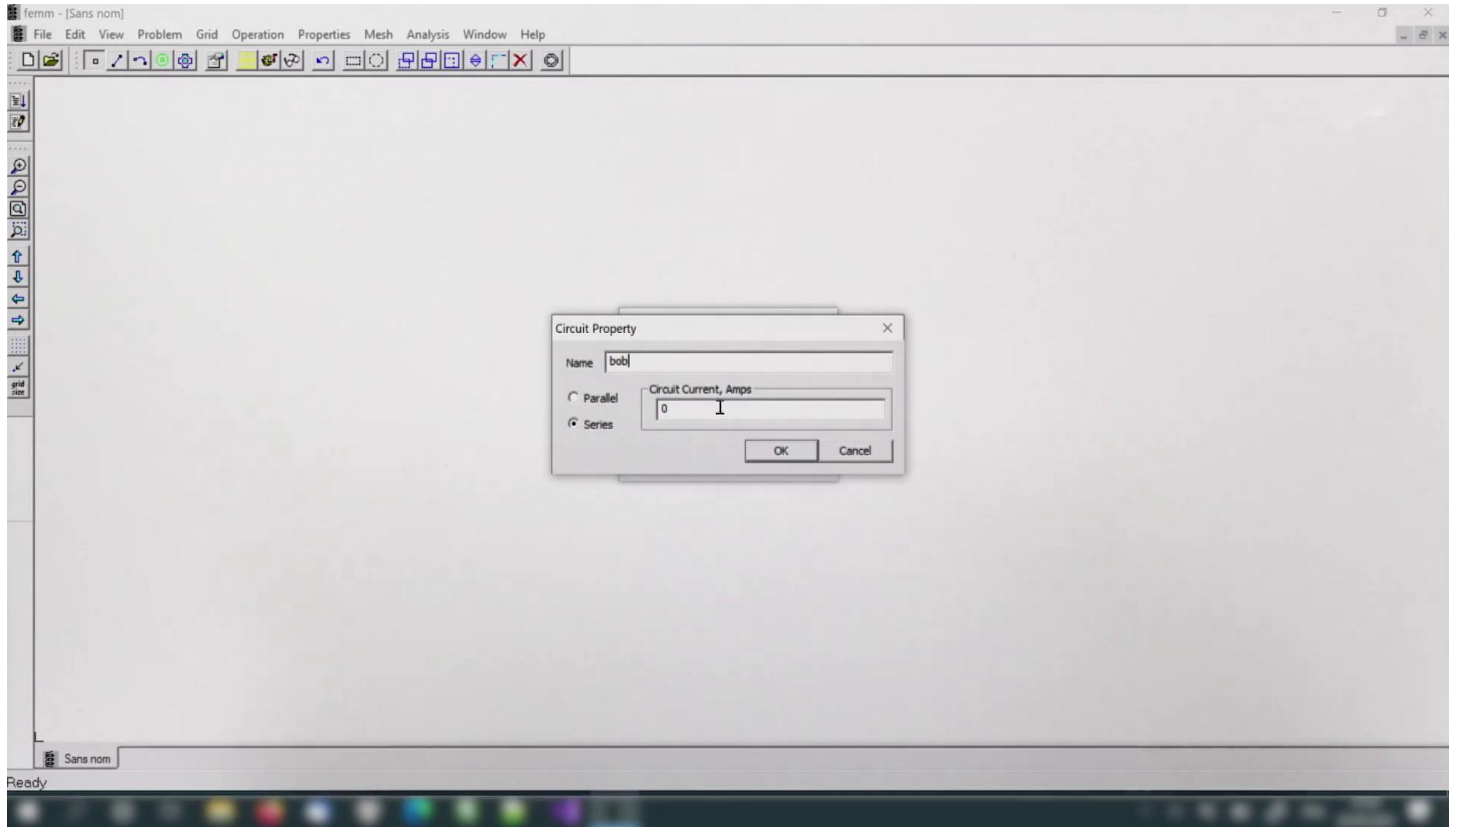 femm - [Sans nom]
File Edit View Problem Grid Operation Properties Mesh Analysis Window Help
grid
size
Circuit Property
Name bob
Circuit Current, Amps
Parallel
0
Series
OK Cancel
Sans nom
Ready